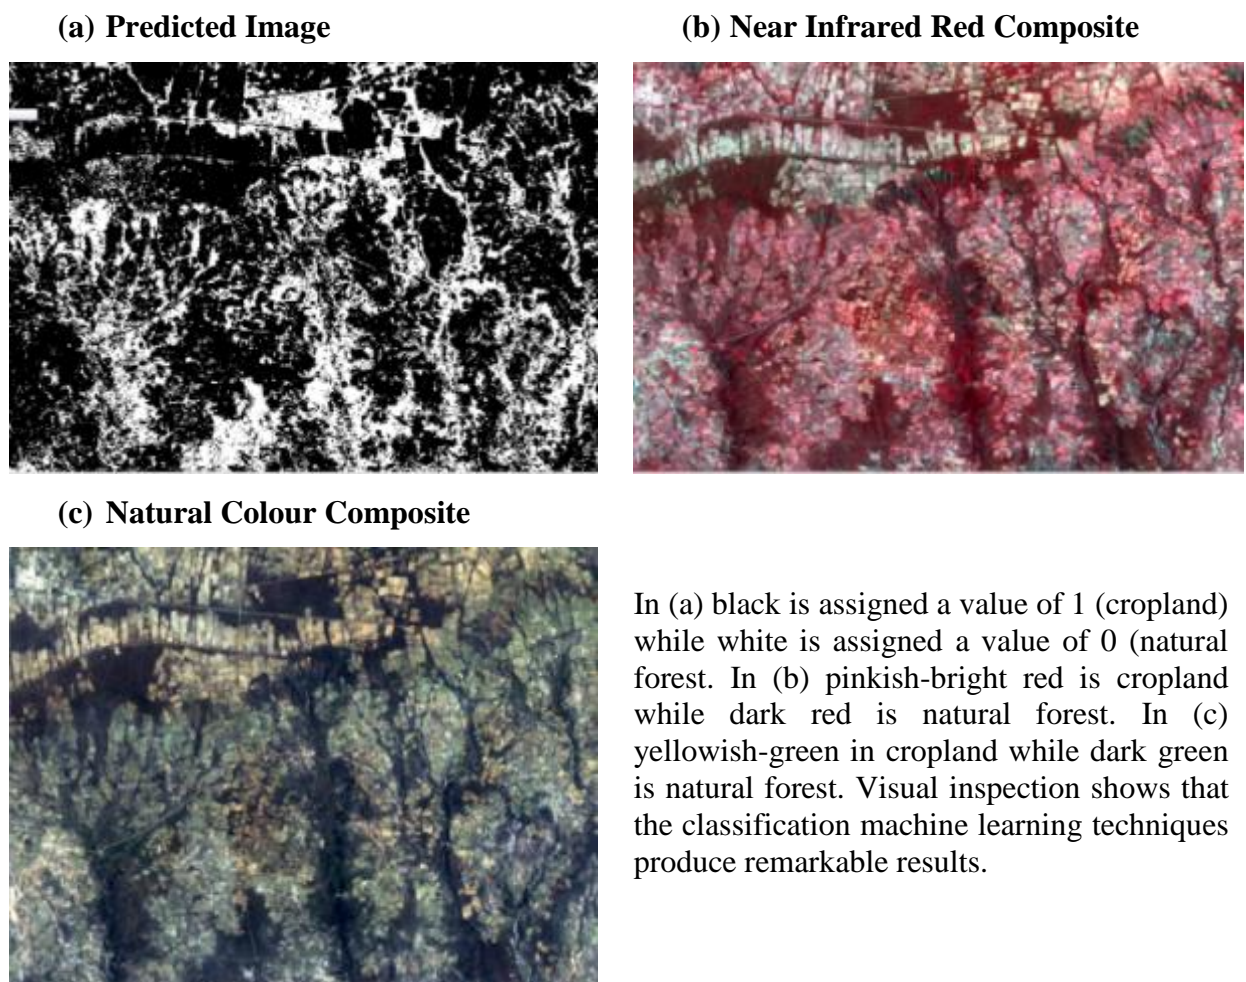 (a) Predicted Image
(b) Near Infrared Red Composite
(c) Natural Colour Composite
In (a) black is assigned a value of 1 (cropland)
while white is assigned a value of 0 (natural
forest. In (b) pinkish-bright red is cropland
while dark red is natural forest. In (c)
yellowish-green in cropland while dark green
is natural forest. Visual inspection shows that
the classification machine learning techniques
produce remarkable results.